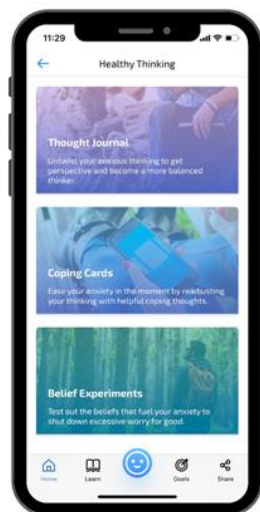 11:29
Healthy Thinking
Thought Journal
Untwist your anxious thinking to get
perspective and become a more balanced
thinker.
Coping Cards
Ease your anxiety in the moment by readjusting
your thinking with helpful coping thoughts.
Belief Experiments
Test out the beliefs that fuel your anxiety to
shut down excessive worry for good.
Home Learn Goals Share